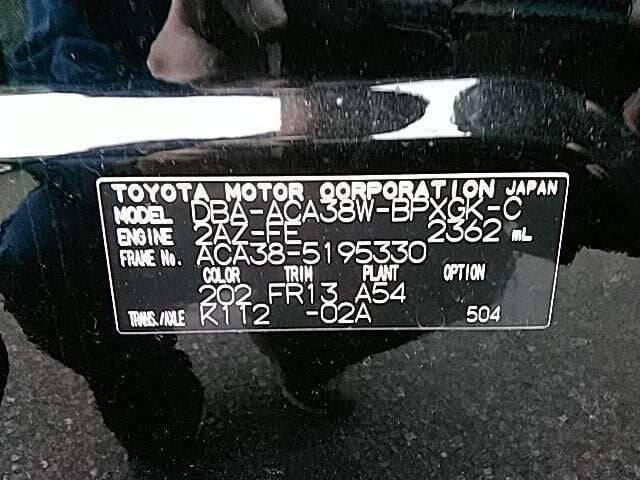 TOYOTA MOTOR CORPORATION JAPAN
MODEL DBA-ACA38W-BPXGK-C
ENGINE 2AZ-FE 2362 mL
FRAME No. ACA38-5195330
COLOR TRIM PLANT OPTION
202 FR13 A54
TRANS./AXLE K112 -02A 504